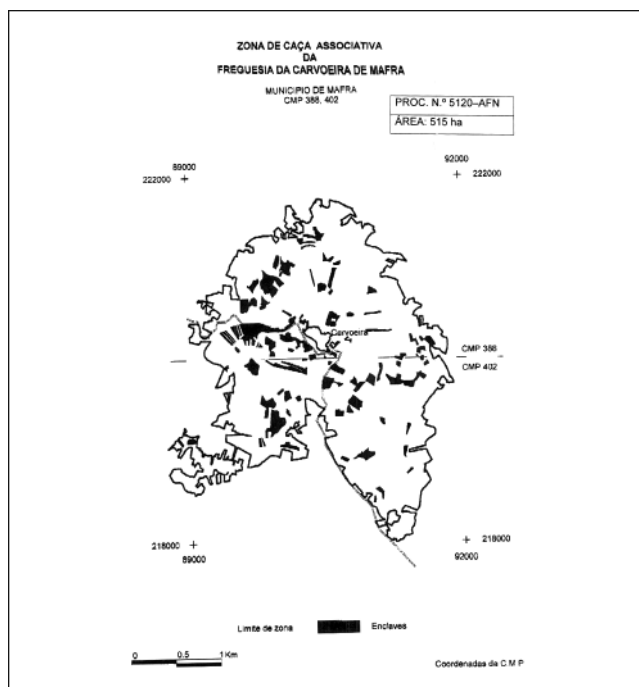 ZONA DE CAÇA ASSOCIATIVA
DA
FREGUESIA DA CARVOEIRA DE MAFRA
MUNICIPIO DE MAFRA
CMP 388, 402
PROC. N.º 5120–AFN
ÁREA: 515 ha
89000
222000
92000
222000
Carvoeira
CMP 388
CMP 402
218000
89000
218000
92000
Limite de zona
Enclaves
0 0.5 1 Km
Coordenadas da C.M P